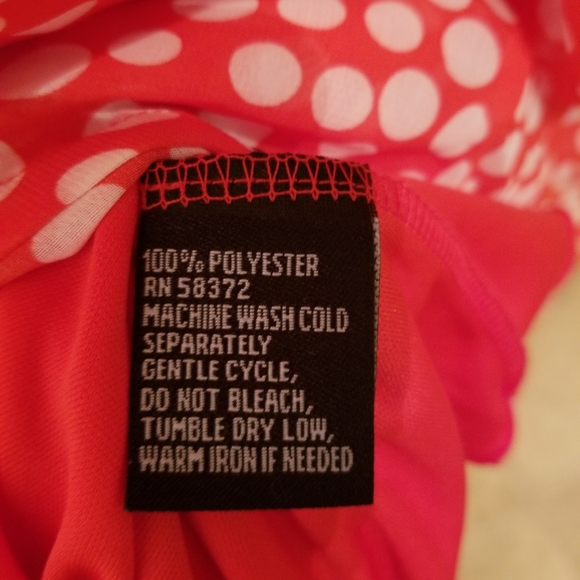 100% POLYESTER
RN 58372
MACHINE WASH COLD
SEPARATELY
GENTLE CYCLE,
DO NOT BLEACH,
TUMBLE DRY LOW,
WARM IRON IF NEEDED